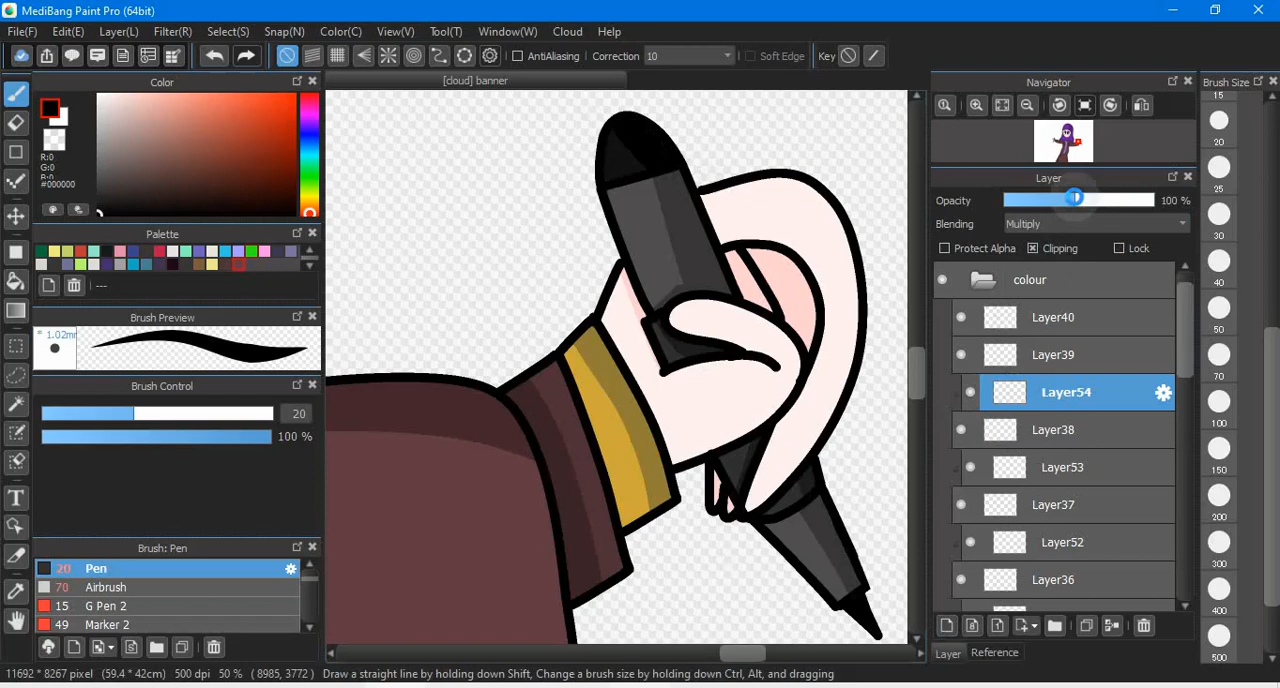 MediBang Paint Pro (64bit)
File(F) Edit(E) Layer(L) Filter(R) Select(S) Snap(N) Color(C) View(V) Tool(T) Window(W) Cloud Help
AntiAliasing Correction 10 Soft Edge Key
Color
[cloud] banner
Navigator
Brush Size
R:0
G:0
B:0
#000000
Palette
---
Brush Preview
* 1.02mm
Brush Control
20
100 %
Brush: Pen
20 Pen
70 Airbrush
15 G Pen 2
49 Marker 2
Layer
Opacity 100 %
Blending Multiply
Protect Alpha Clipping Lock
colour
Layer40
Layer39
Layer54
Layer38
Layer53
Layer37
Layer52
Layer36
Layer Reference
15
20
25
30
40
50
70
100
150
200
300
400
500
11692 * 8267 pixel (59.4 * 42cm) 500 dpi 50 % ( 8985, 3772 ) Draw a straight line by holding down Shift, Change a brush size by holding down Ctrl, Alt, and dragging